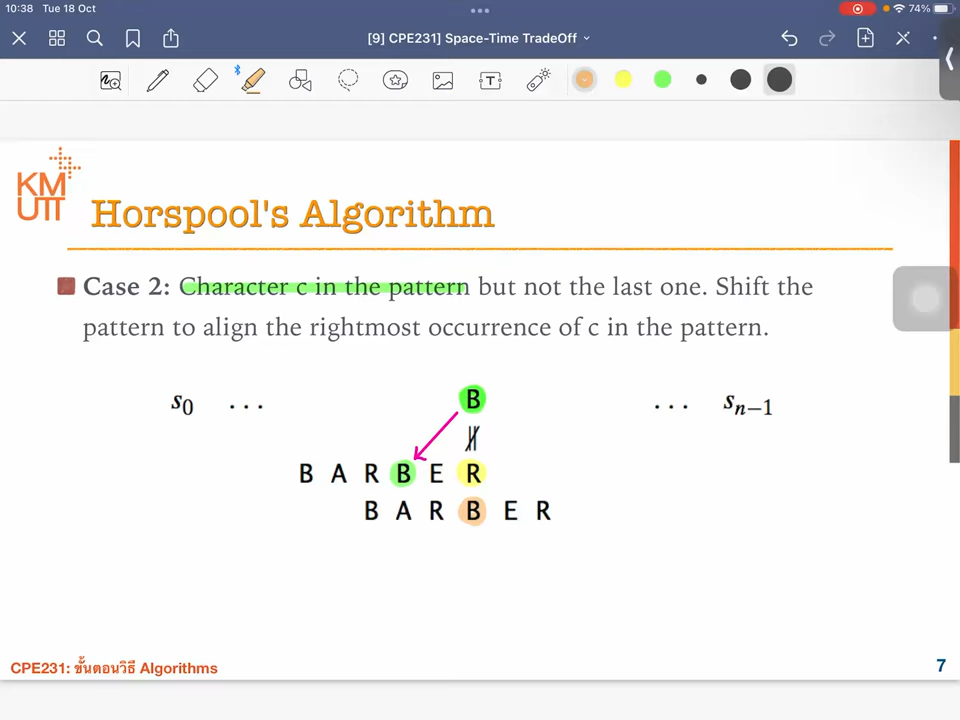 10:38 Tue 18 Oct
74%
[9] CPE231] Space-Time TradeOff
T
KM
UTT
Horspool's Algorithm
Case 2: Character c in the pattern but not the last one. Shift the
pattern to align the rightmost occurrence of c in the pattern.
s0 ... B ... sn−1
∦
B A R B E R
B A R B E R
CPE231: ขั้นตอนวิธี Algorithms
7